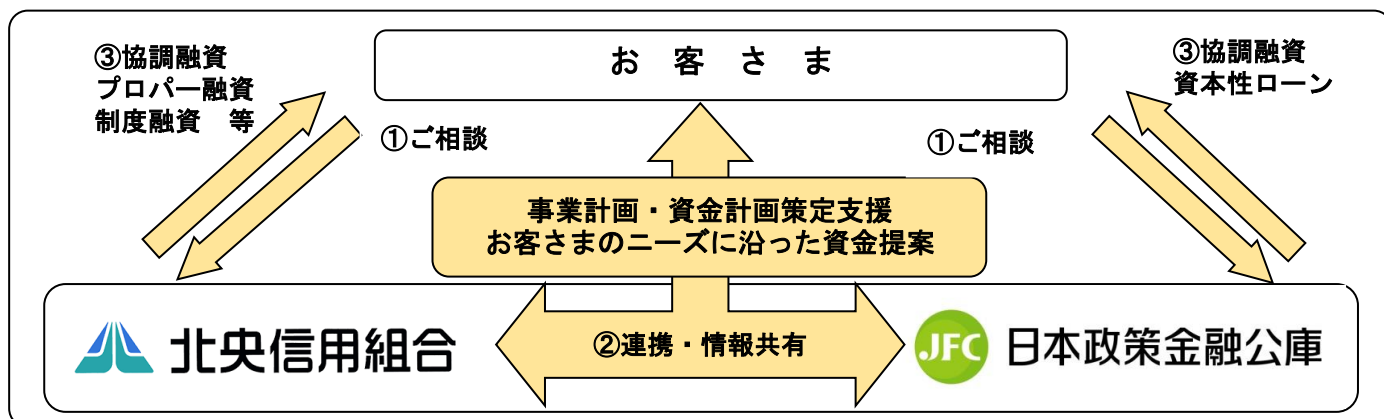 ③協調融資
プロパー融資
制度融資　等
お　客　さ　ま
③協調融資
資本性ローン
①ご相談
①ご相談
事業計画・資金計画策定支援
お客さまのニーズに沿った資金提案
北央信用組合
②連携・情報共有
JFC 日本政策金融公庫